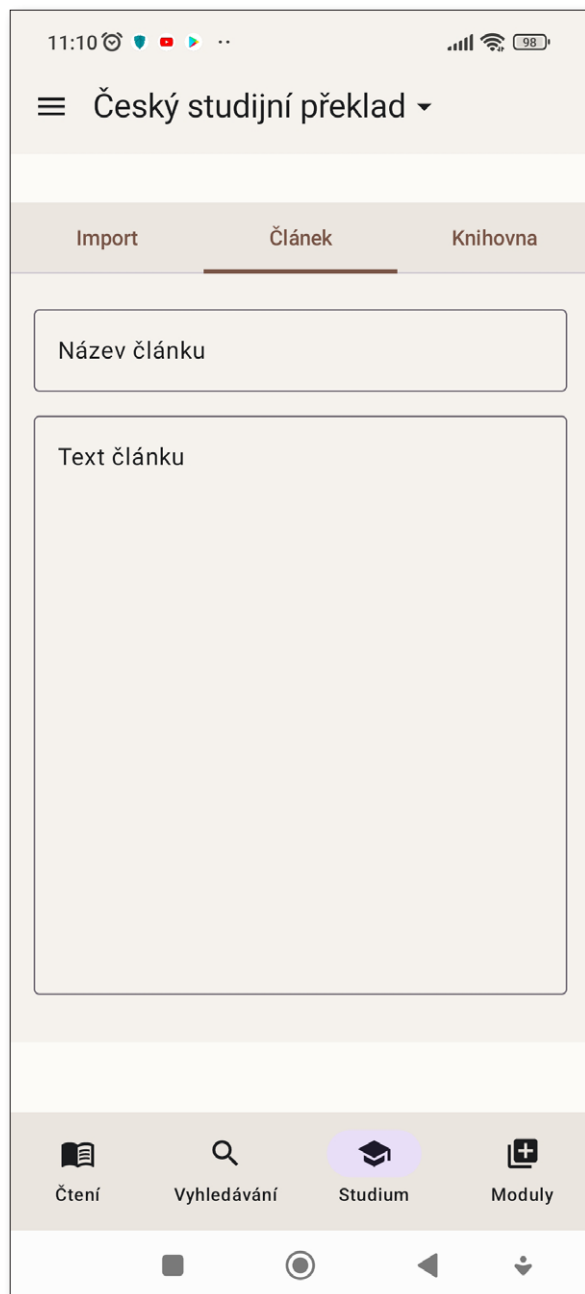 11:10
98
Český studijní překlad
Import Článek Knihovna
Název článku
Text článku
Čtení Vyhledávání Studium Moduly